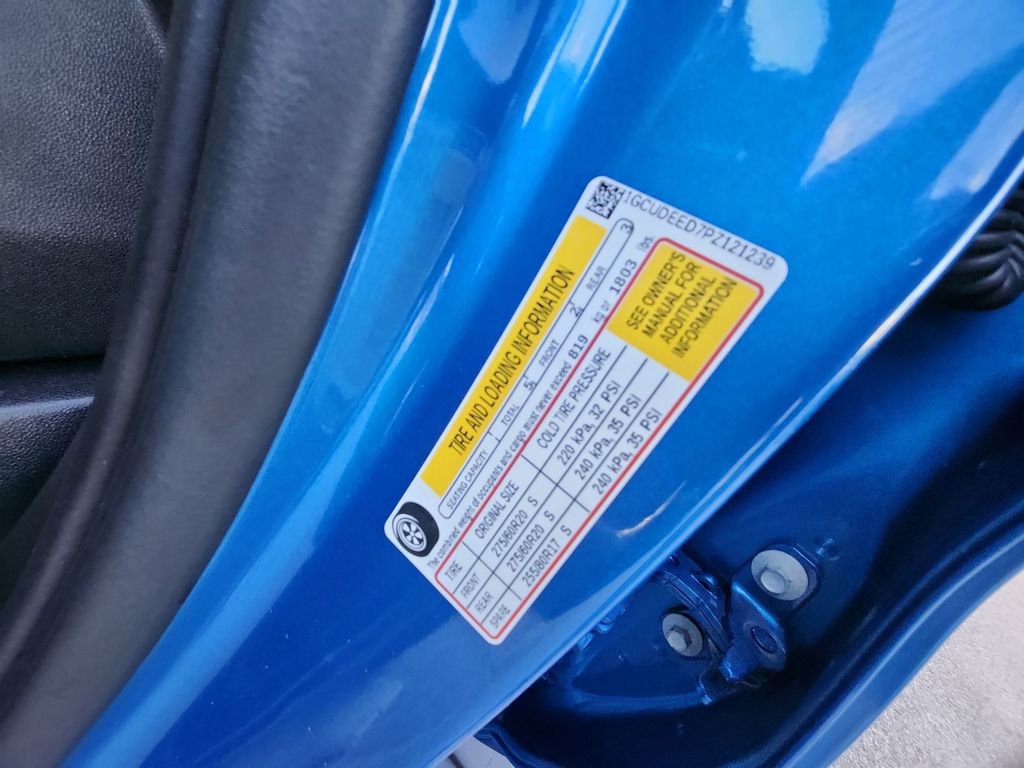 1GCUDEED7PZ121239
TIRE AND LOADING INFORMATION
SEATING CAPACITY | TOTAL 5 | FRONT 2 | REAR 3
The combined weight of occupants and cargo must never exceed 819 kg or 1803 lbs.
TIRE ORIGINAL SIZE COLD TIRE PRESSURE
FRONT 275/60R20 S 220 kPa, 32 PSI
REAR 275/60R20 S 240 kPa, 35 PSI
SPARE 255/80R17 S 240 kPa, 35 PSI
SEE OWNER'S
MANUAL FOR
ADDITIONAL
INFORMATION